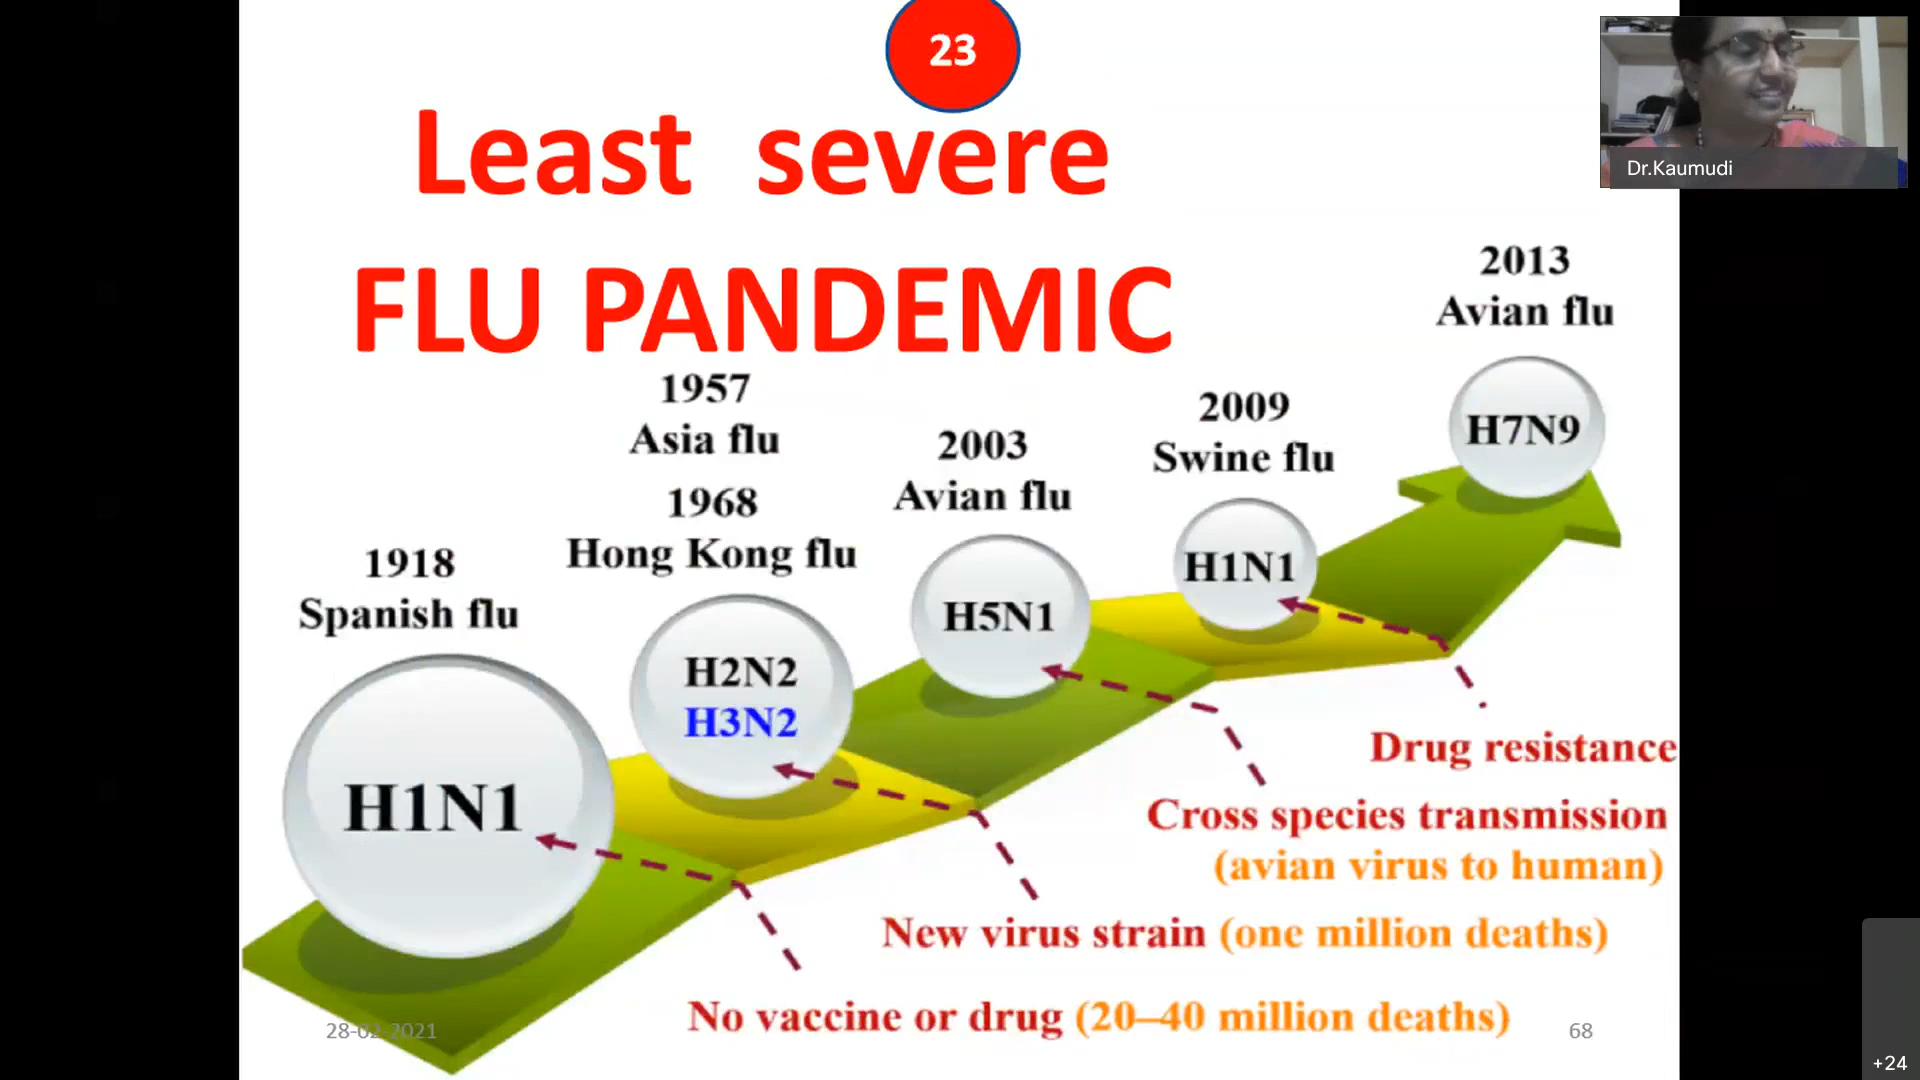 23
Least severe
FLU PANDEMIC
Dr.Kaumudi
2013
Avian flu
H7N9
1957
Asia flu
1968
Hong Kong flu
H2N2
H3N2
2003
Avian flu
H5N1
2009
Swine flu
H1N1
1918
Spanish flu
H1N1
Drug resistance
Cross species transmission
(avian virus to human)
New virus strain (one million deaths)
No vaccine or drug (20–40 million deaths)
28-02-2021
68
+24